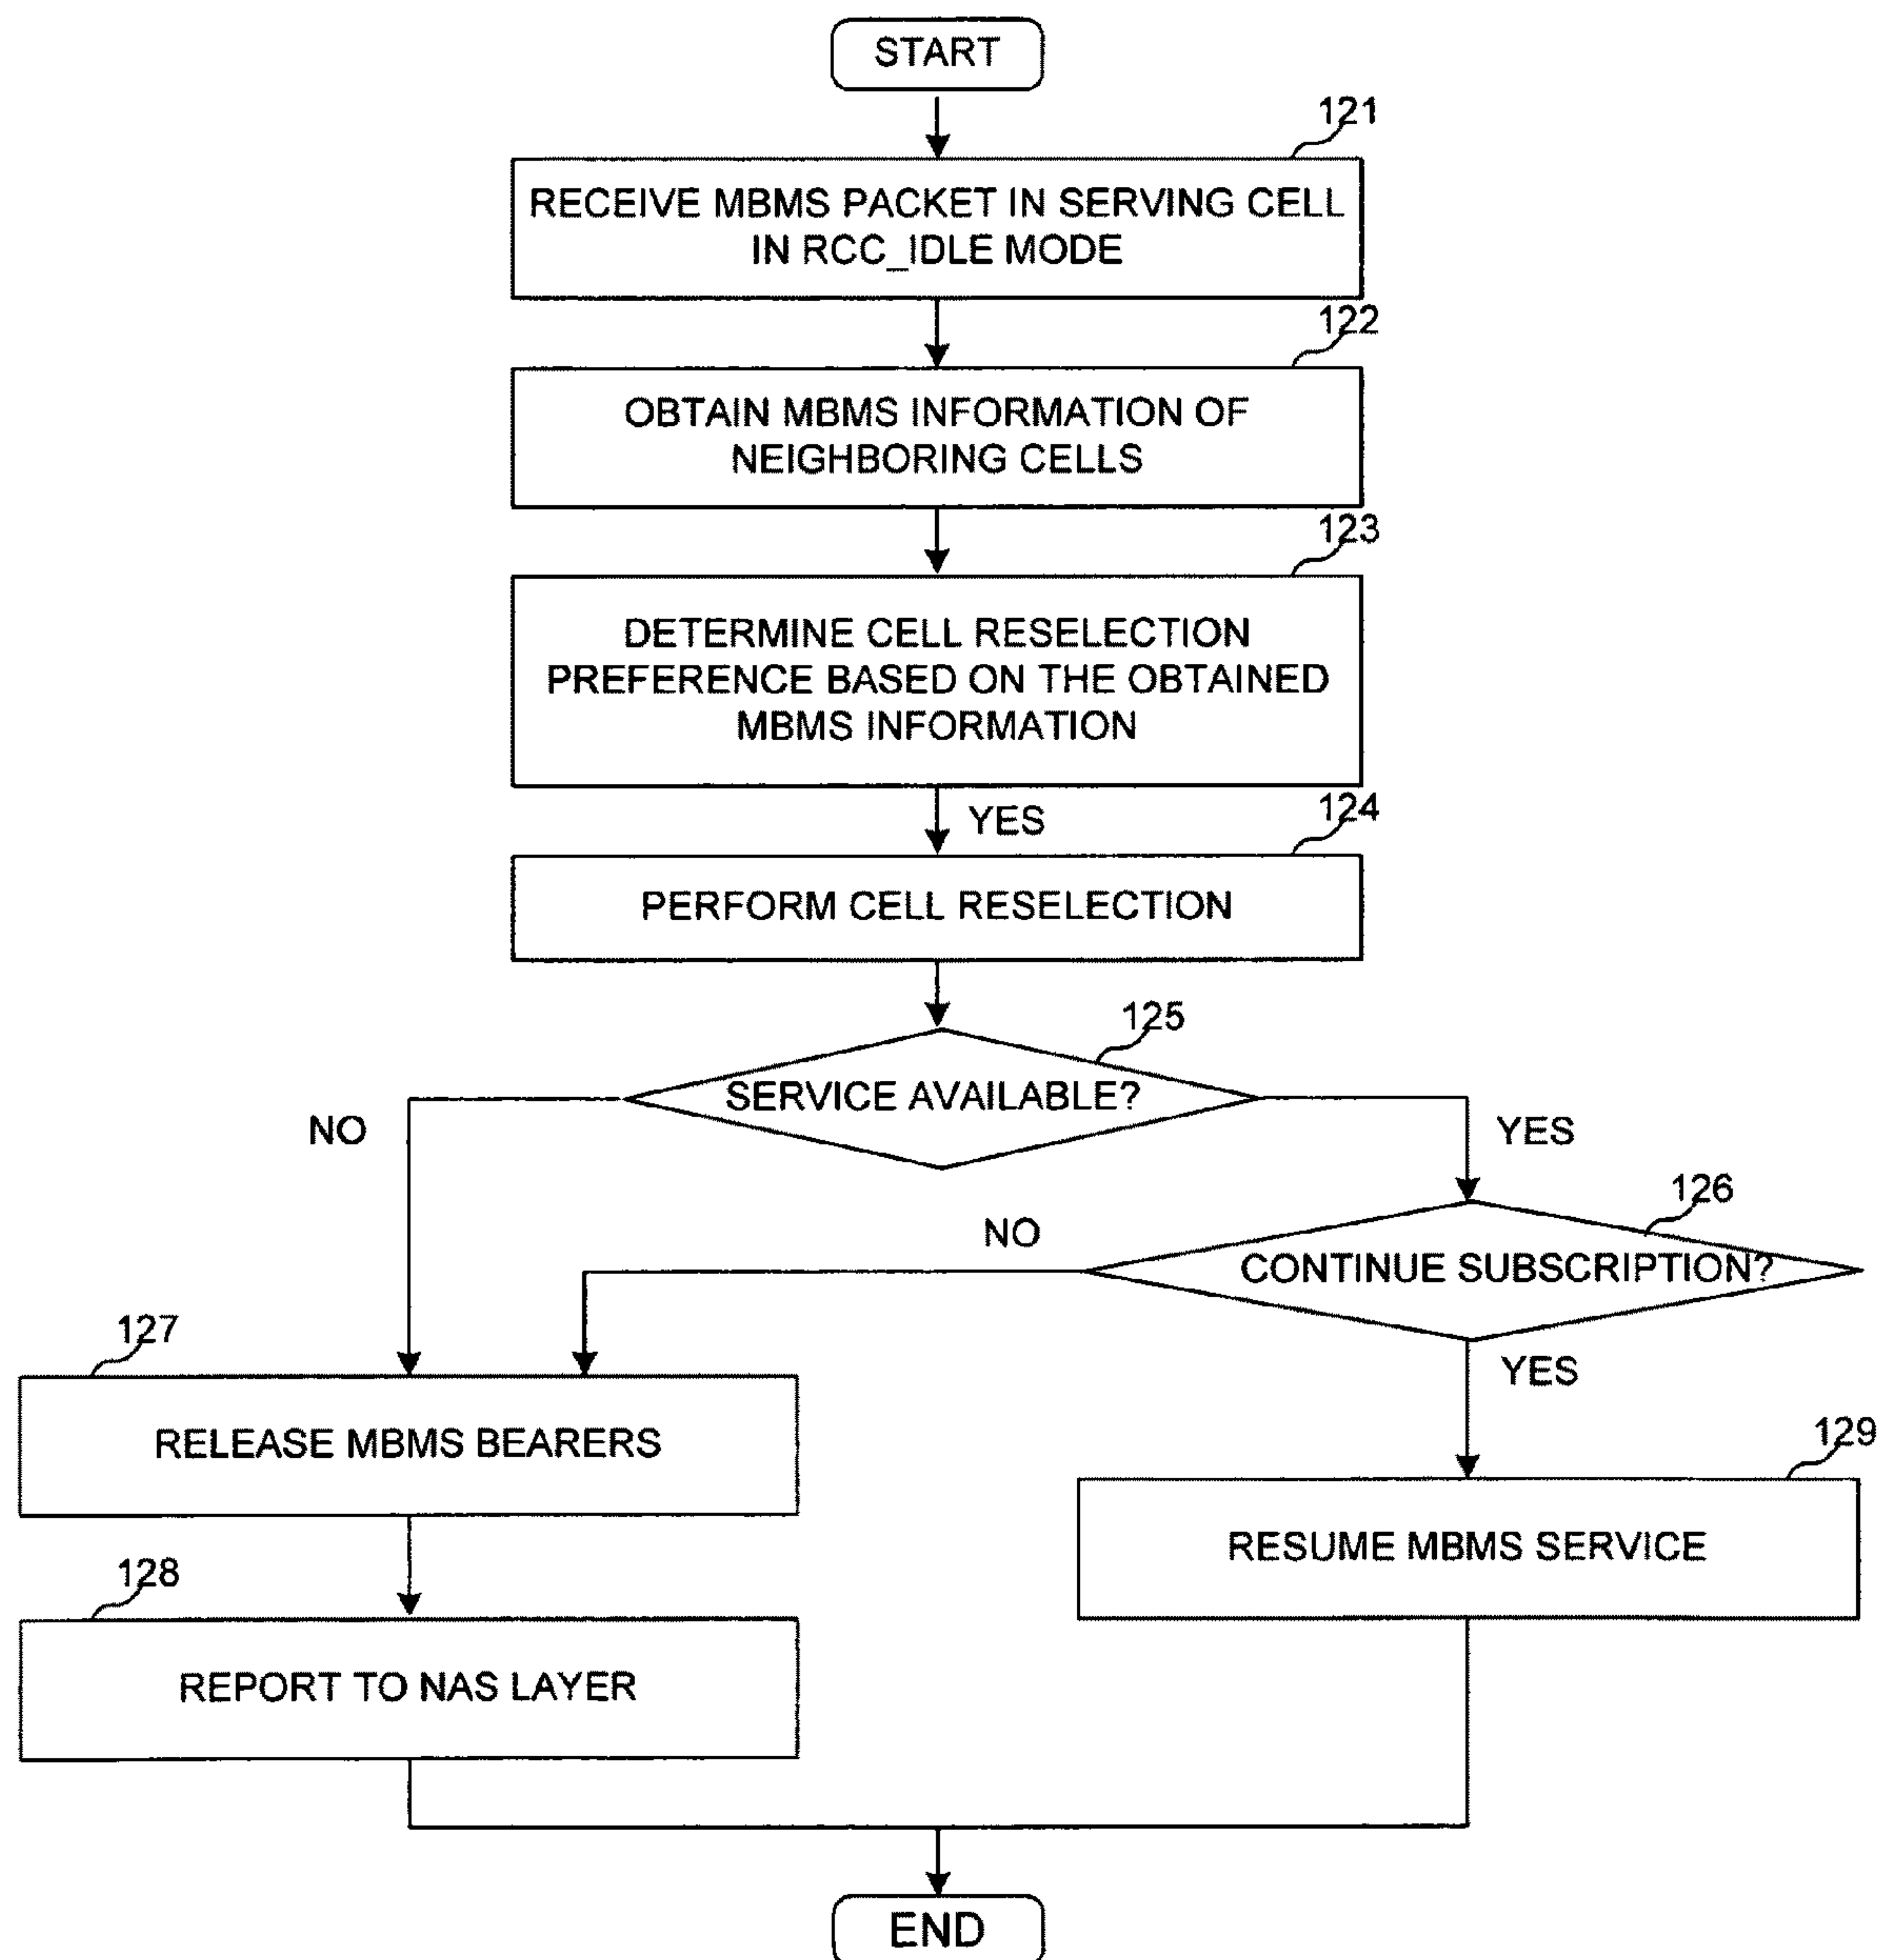 START
121
RECEIVE MBMS PACKET IN SERVING CELL
IN RCC_IDLE MODE
122
OBTAIN MBMS INFORMATION OF
NEIGHBORING CELLS
123
DETERMINE CELL RESELECTION
PREFERENCE BASED ON THE OBTAINED
MBMS INFORMATION
YES
124
PERFORM CELL RESELECTION
125
SERVICE AVAILABLE?
NO
YES
126
NO
CONTINUE SUBSCRIPTION?
127
YES
RELEASE MBMS BEARERS
129
RESUME MBMS SERVICE
128
REPORT TO NAS LAYER
END